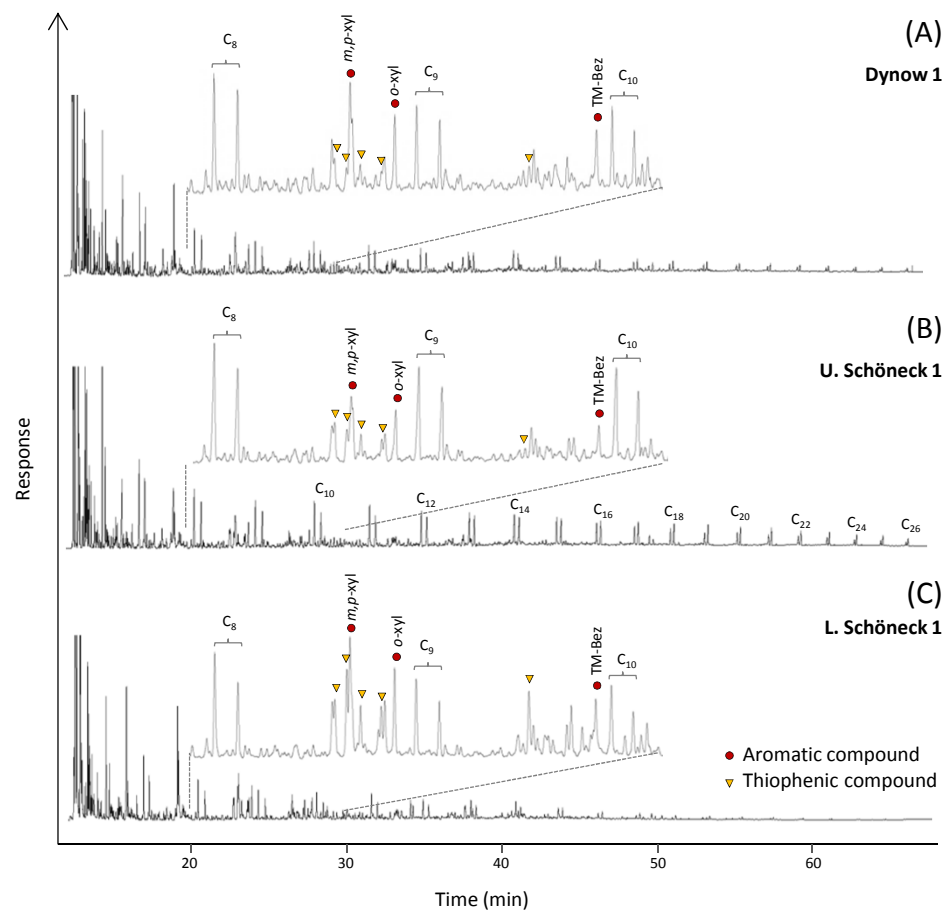 (A)
Dynow 1
C8
m,p-xyl
o-xyl
C9
TM-Bez
C10
(B)
U. Schöneck 1
C8
m,p-xyl
o-xyl
C9
TM-Bez
C10
C10
C12
C14
C16
C18
C20
C22
C24
C26
(C)
L. Schöneck 1
C8
m,p-xyl
o-xyl
C9
TM-Bez
C10
Aromatic compound
Thiophenic compound
Response
20
30
40
50
60
Time (min)